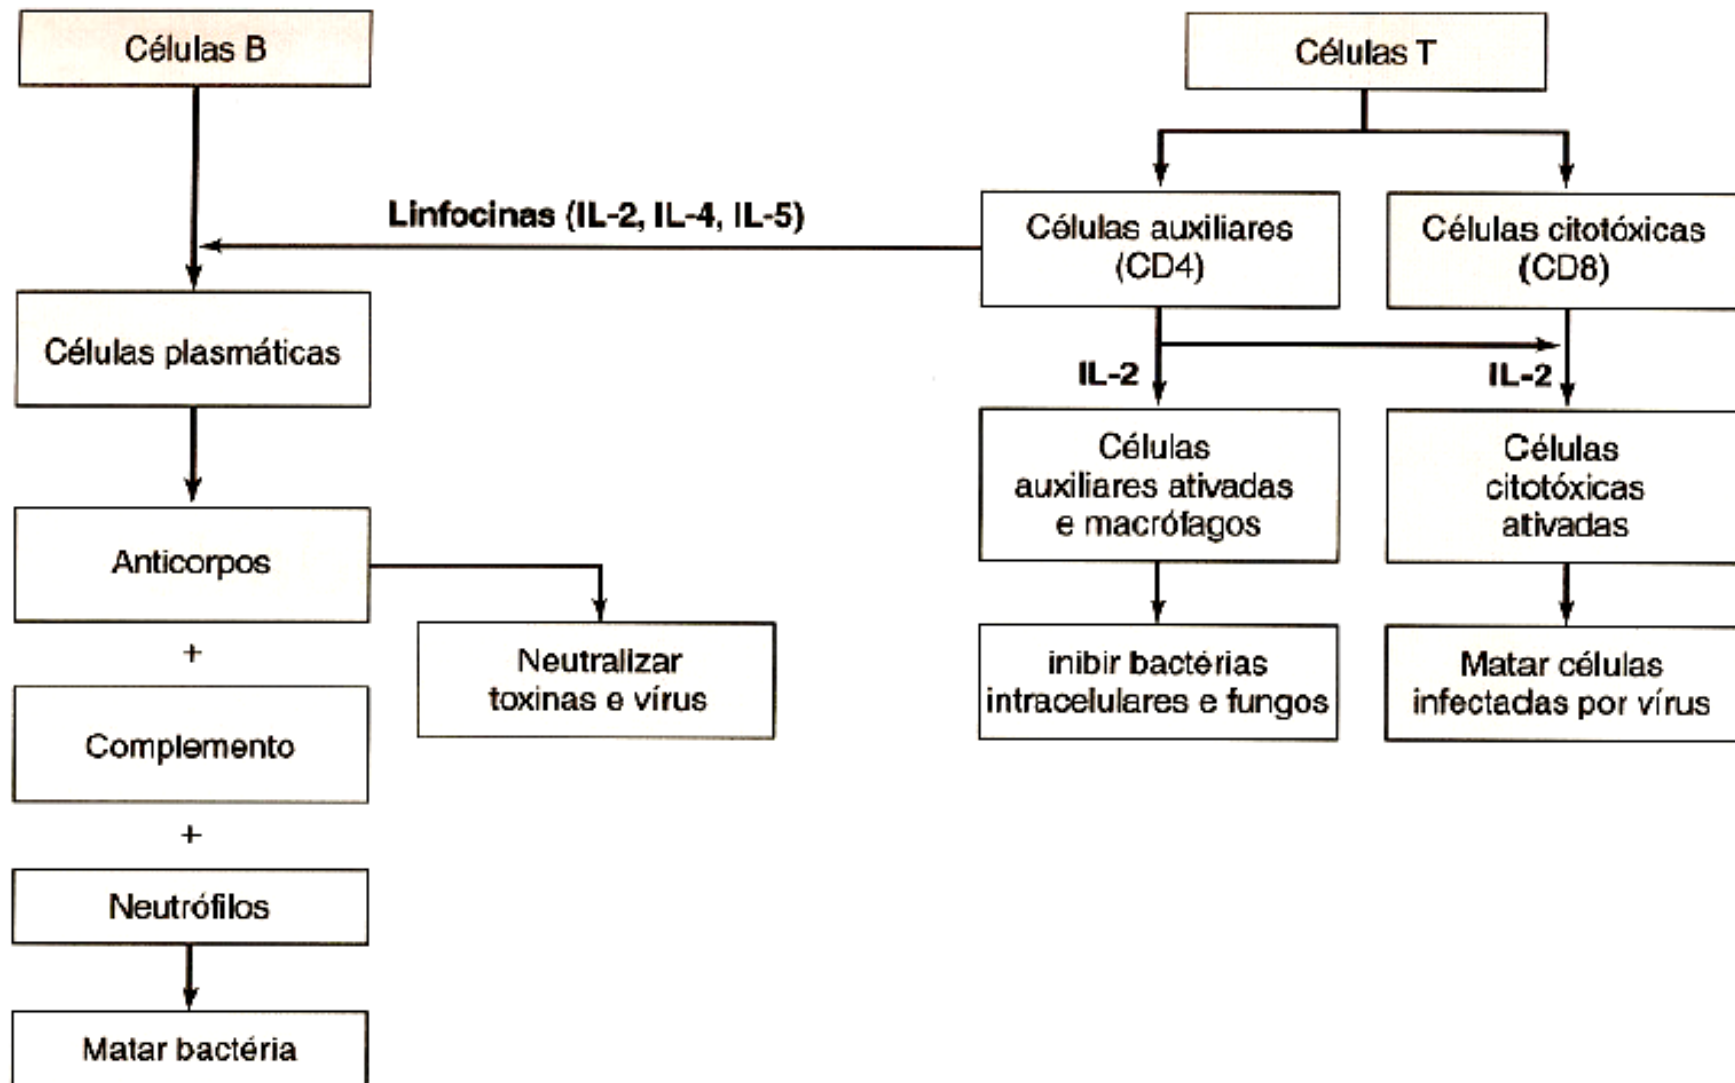 Células B
Células T
Linfocinas (IL-2, IL-4, IL-5)
Células auxiliares
(CD4)
Células citotóxicas
(CD8)
Células plasmáticas
IL-2
IL-2
Células
auxiliares ativadas
e macrófagos
Células
citotóxicas
ativadas
Anticorpos
+
Neutralizar
toxinas e vírus
inibir bactérias
intracelulares e fungos
Matar células
infectadas por vírus
Complemento
+
Neutrófilos
Matar bactéria